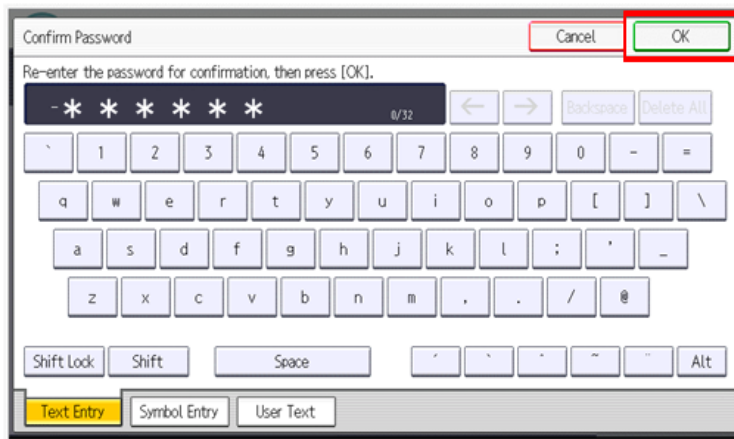 Confirm Password Cancel OK
Re-enter the password for confirmation, then press [OK].
-* * * * * * 0/32 ← → Backspace Delete All
` 1 2 3 4 5 6 7 8 9 0 - =
q w e r t y u i o p [ ] \
a s d f g h j k l ; ' _
z x c v b n m , . / @
Shift Lock Shift Space ´ ` ^ ~ ¨ Alt
Text Entry Symbol Entry User Text